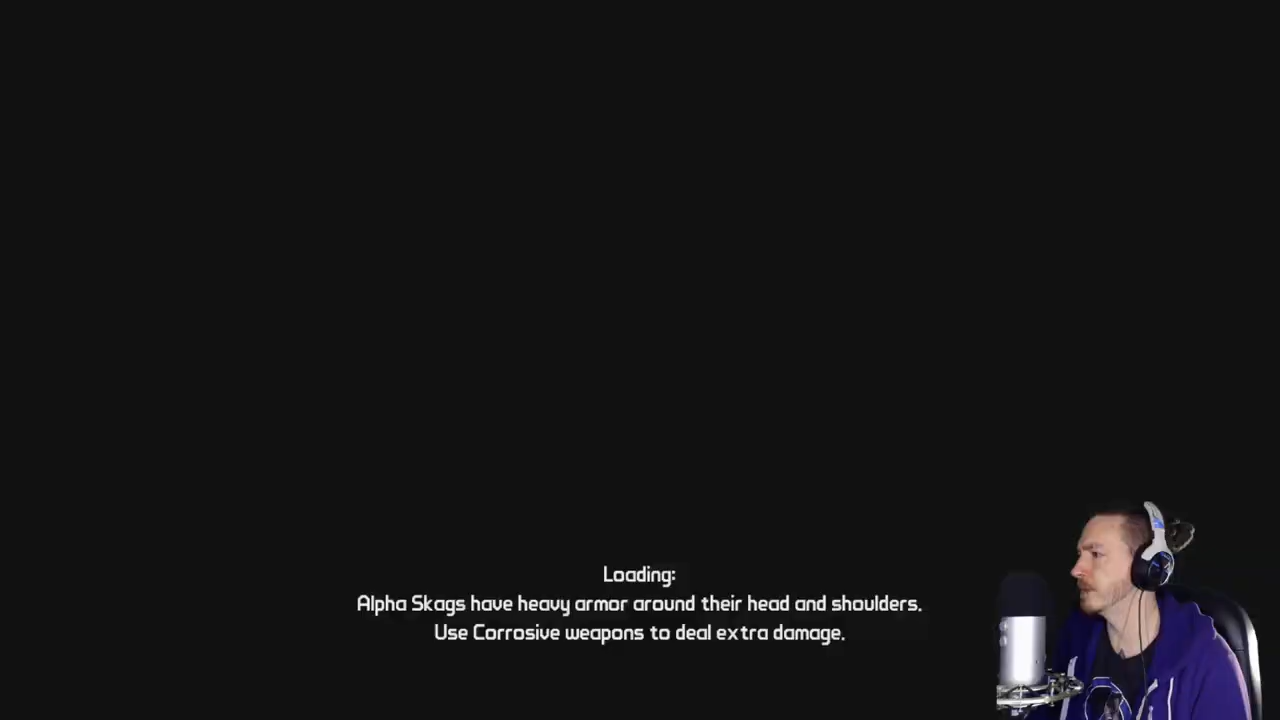 Loading:
Alpha Skags have heavy armor around their head and shoulders.
Use Corrosive weapons to deal extra damage.